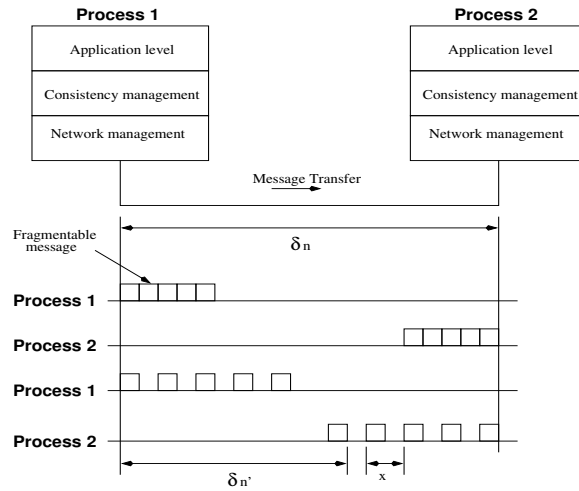 Process 1
Process 2
Application level
Application level
Consistency management
Consistency management
Network management
Network management
Message Transfer
δn
Fragmentable
message
Process 1
Process 2
Process 1
Process 2
δn'
x